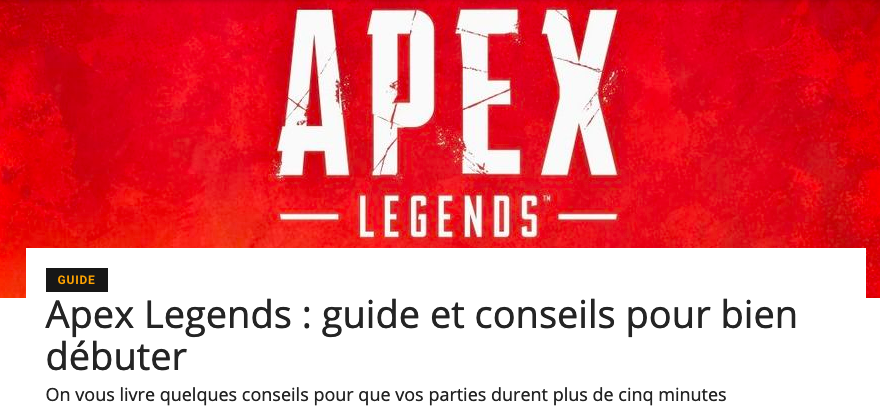 APEX
LEGENDS™
GUIDE
Apex Legends : guide et conseils pour bien
débuter
On vous livre quelques conseils pour que vos parties durent plus de cinq minutes